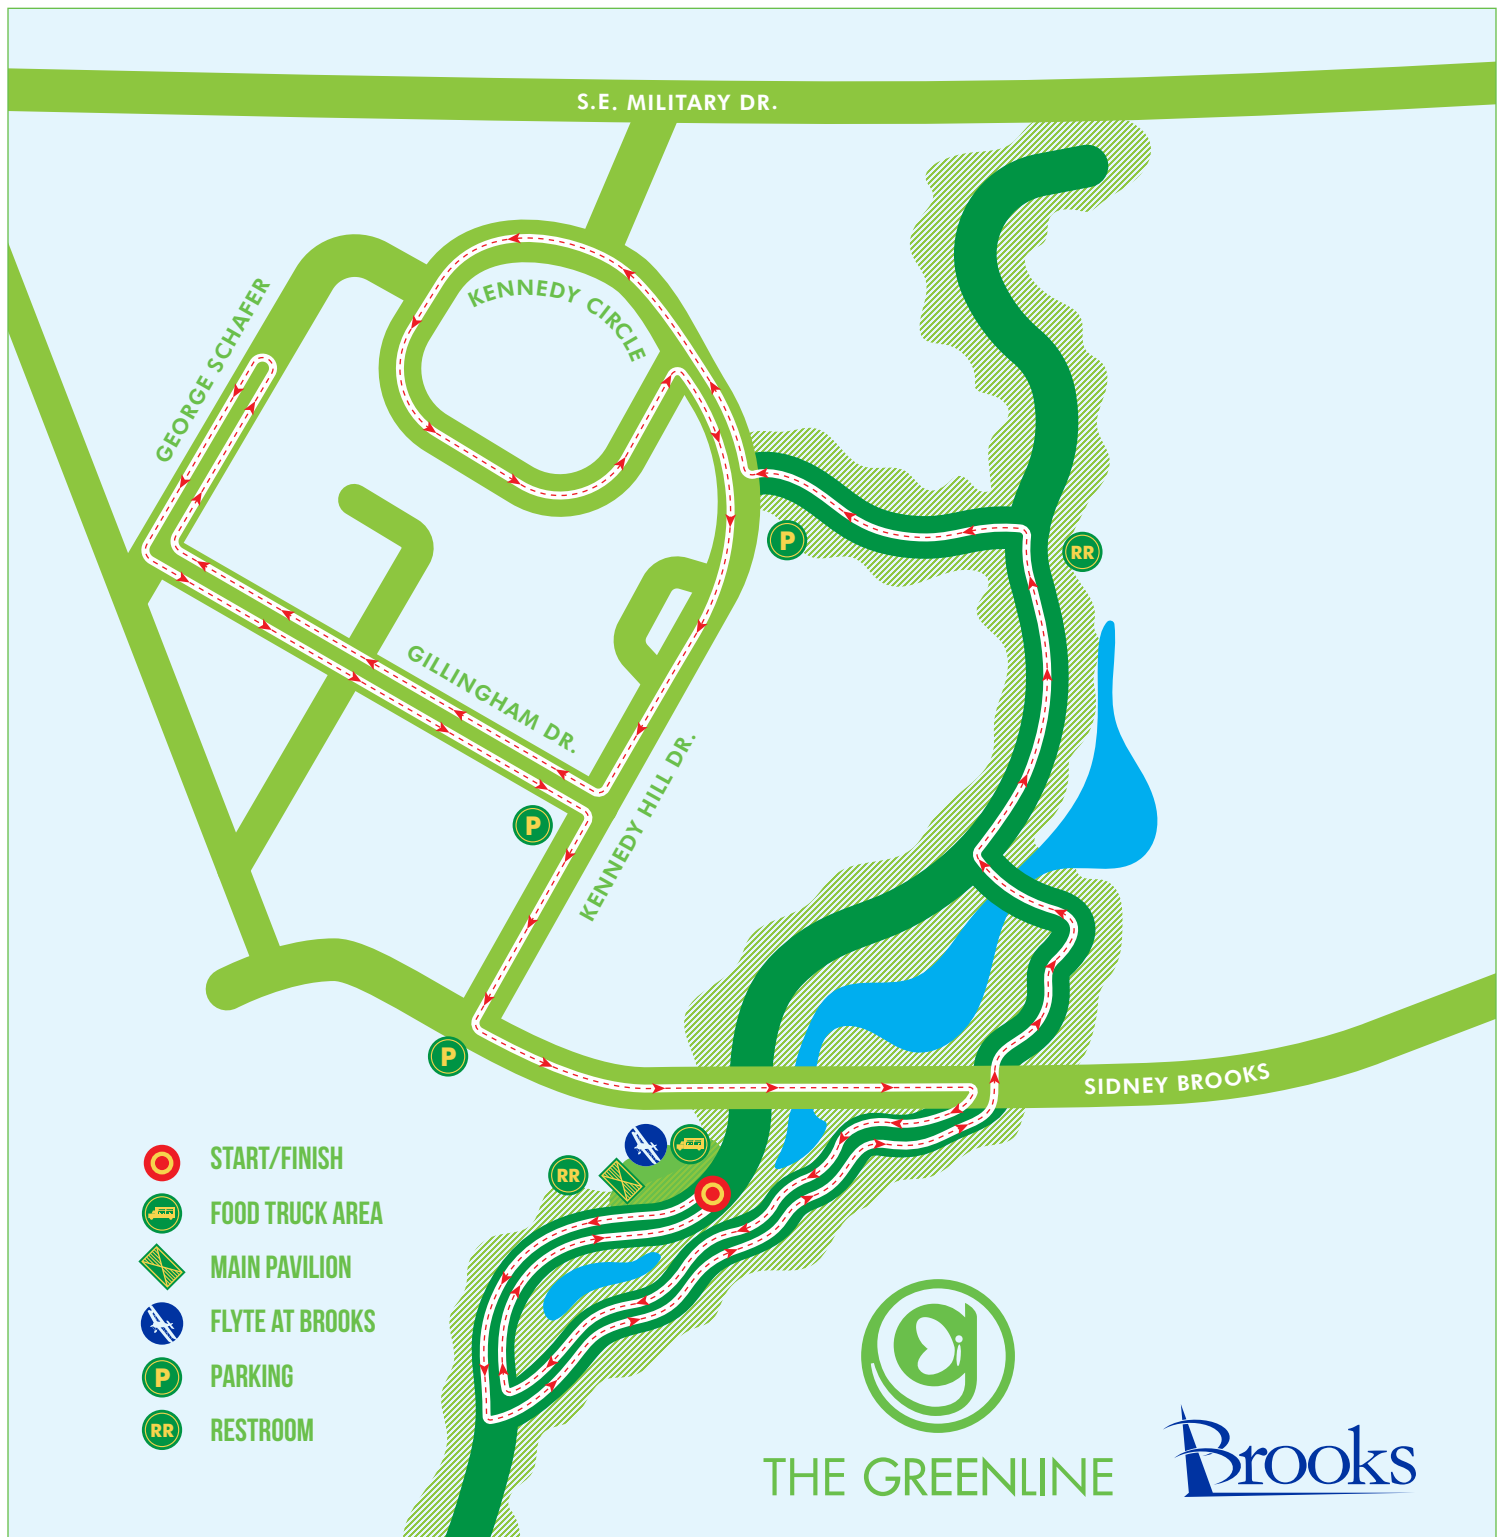 S.E. MILITARY DR.
KENNEDY CIRCLE
GEORGE SCHAFER
P
RR
GILLINGHAM DR.
KENNEDY HILL DR.
P
P
SIDNEY BROOKS
RR
START/FINISH
FOOD TRUCK AREA
MAIN PAVILION
FLYTE AT BROOKS
P PARKING
RR RESTROOM
g
THE GREENLINE
Brooks